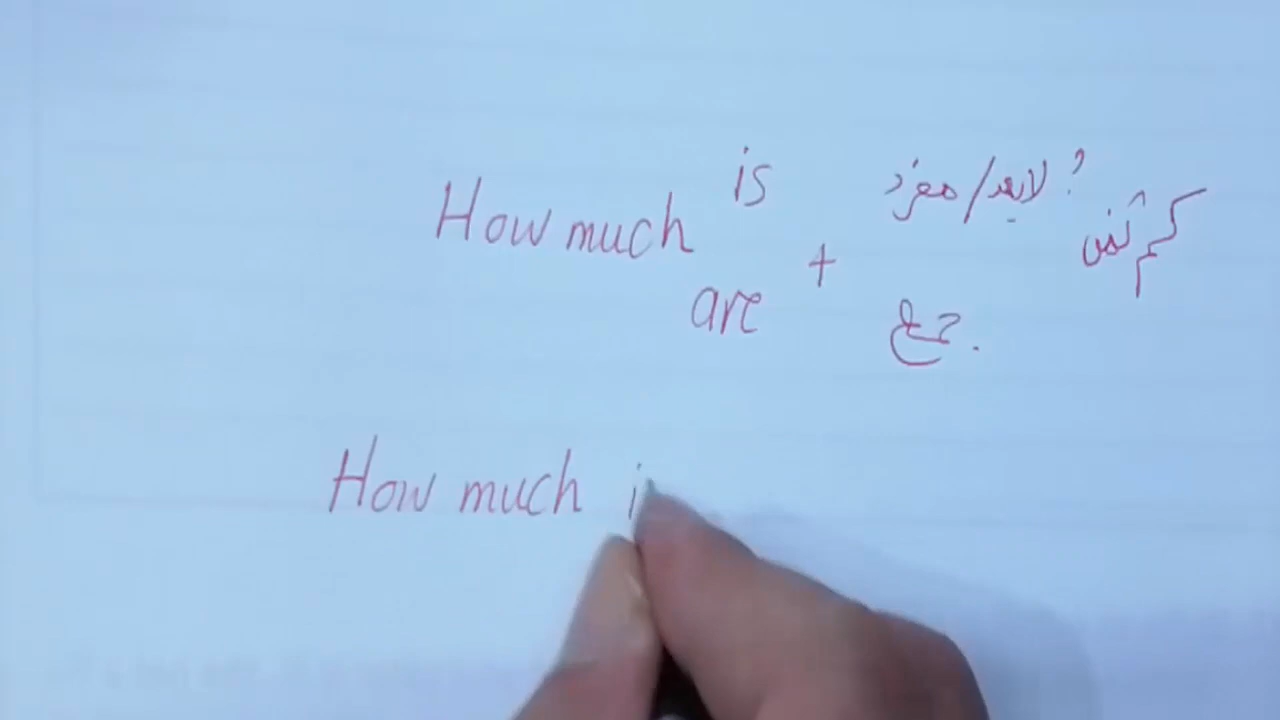 How much is + مفرد / لا يعد ? كم ثمن
are جمع.
How much i